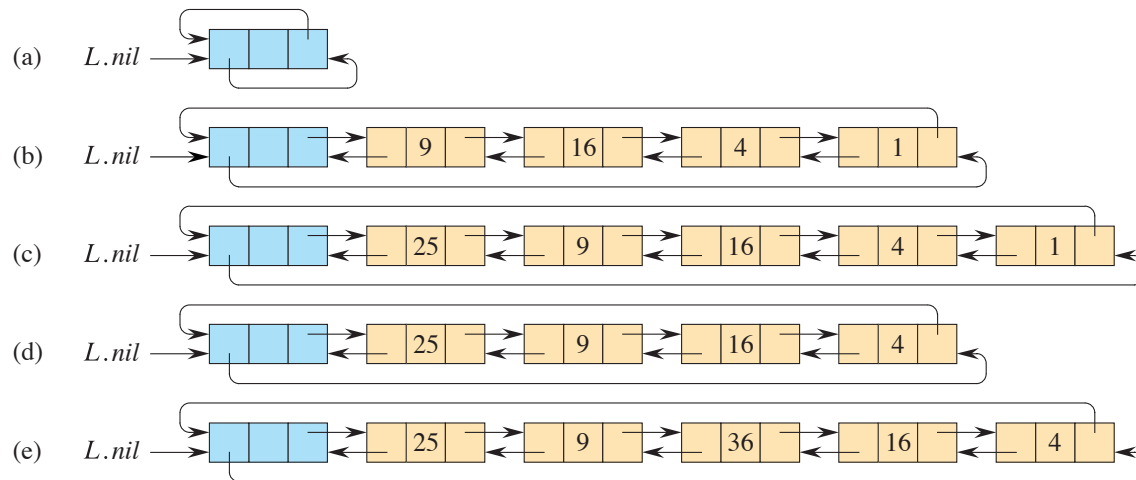 (a) L.nil
(b) L.nil 9 16 4 1
(c) L.nil 25 9 16 4 1
(d) L.nil 25 9 16 4
(e) L.nil 25 9 36 16 4